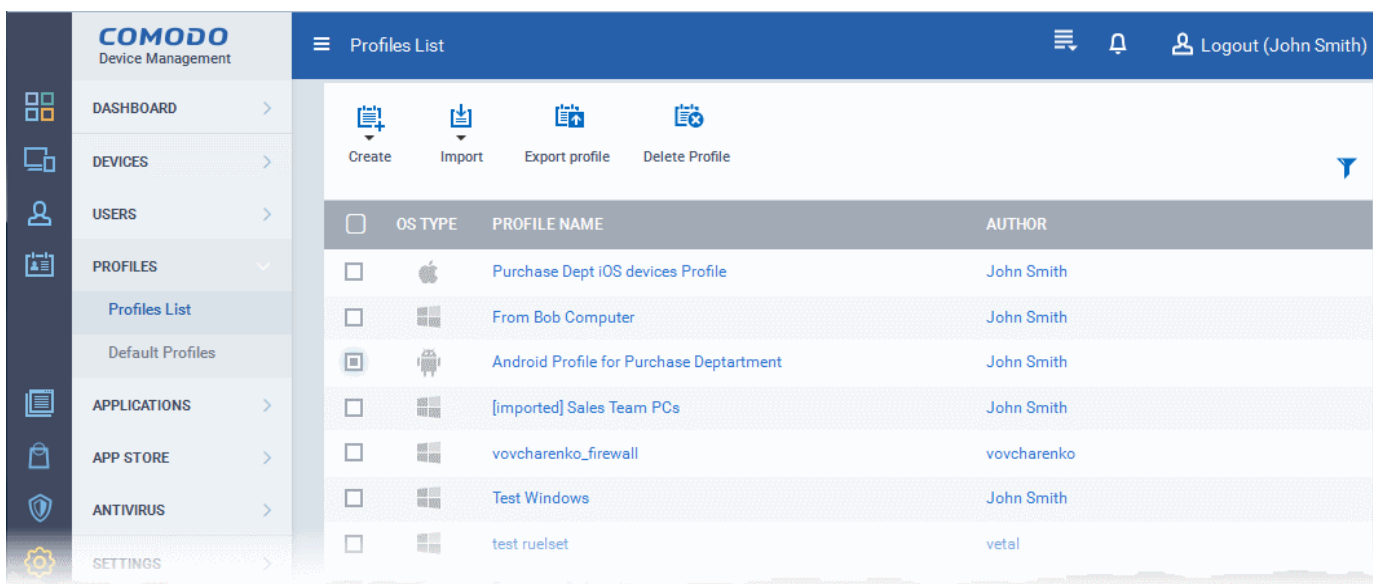 COMODO
Device Management
Profiles List
Logout (John Smith)
DASHBOARD
DEVICES
USERS
PROFILES
Profiles List
Default Profiles
APPLICATIONS
APP STORE
ANTIVIRUS
SETTINGS
Create Import Export profile Delete Profile
OS TYPE PROFILE NAME AUTHOR
Purchase Dept iOS devices Profile John Smith
From Bob Computer John Smith
Android Profile for Purchase Deptartment John Smith
[imported] Sales Team PCs John Smith
vovcharenko_firewall vovcharenko
Test Windows John Smith
test ruelset vetal